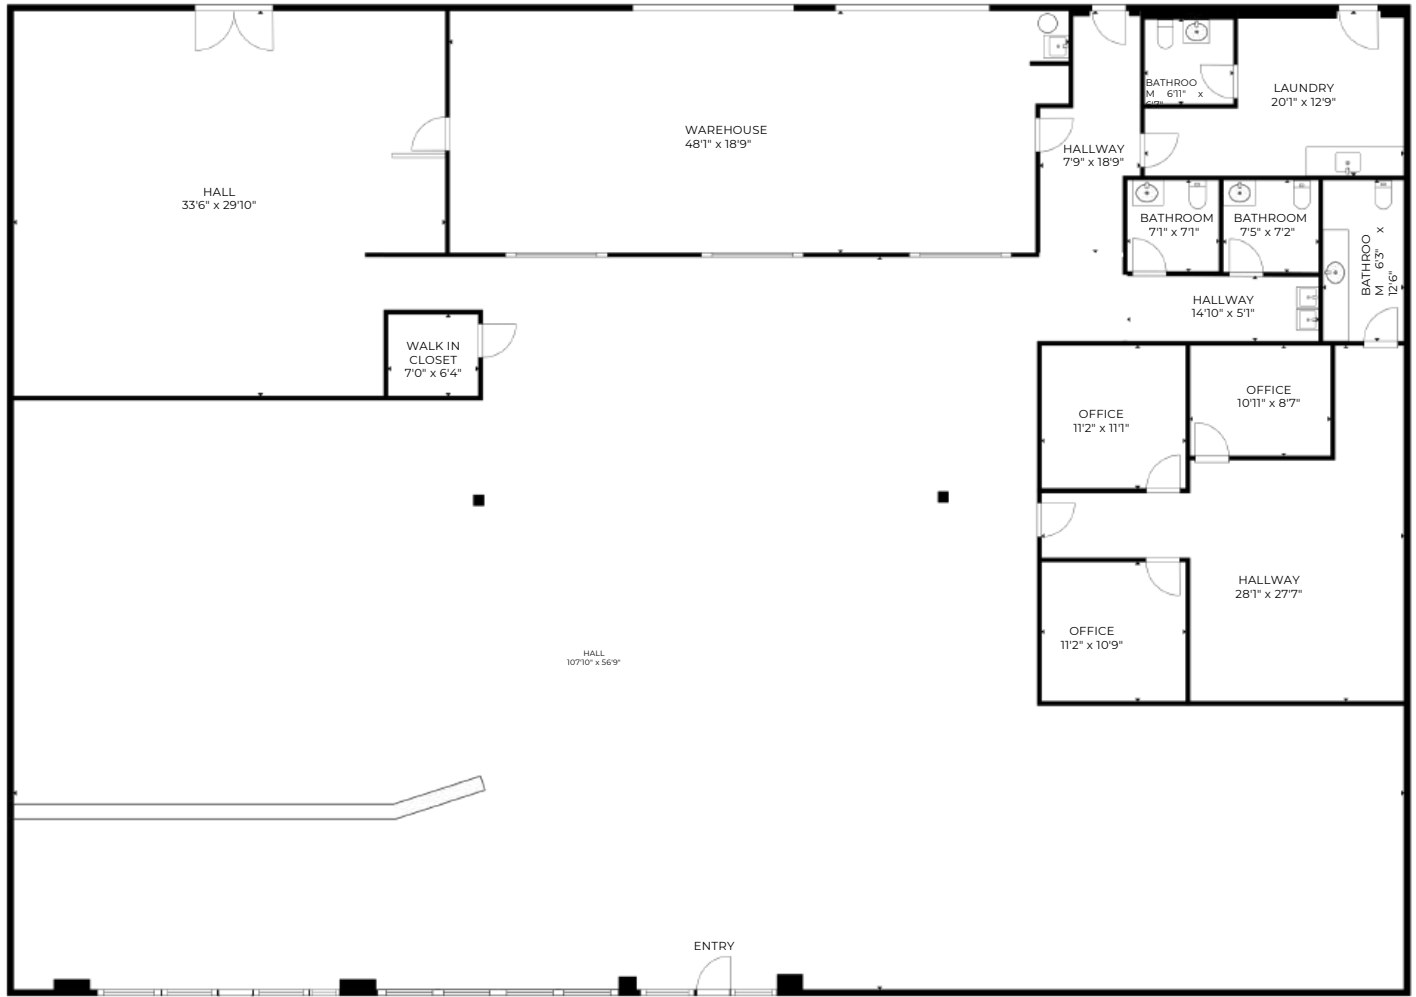 BATHROO
M 6'11" x
LAUNDRY
20'1" x 12'9"
WAREHOUSE
48'1" x 18'9"
HALLWAY
7'9" x 18'9"
HALL
33'6" x 29'10"
BATHROOM
7'1" x 7'1"
BATHROOM
7'5" x 7'2"
BATHROO
M 6'3" x
12'6"
HALLWAY
14'10" x 5'1"
WALK IN
CLOSET
7'0" x 6'4"
OFFICE
10'11" x 8'7"
OFFICE
11'2" x 11'1"
HALLWAY
28'1" x 27'7"
OFFICE
11'2" x 10'9"
HALL
107'10" x 56'9"
ENTRY